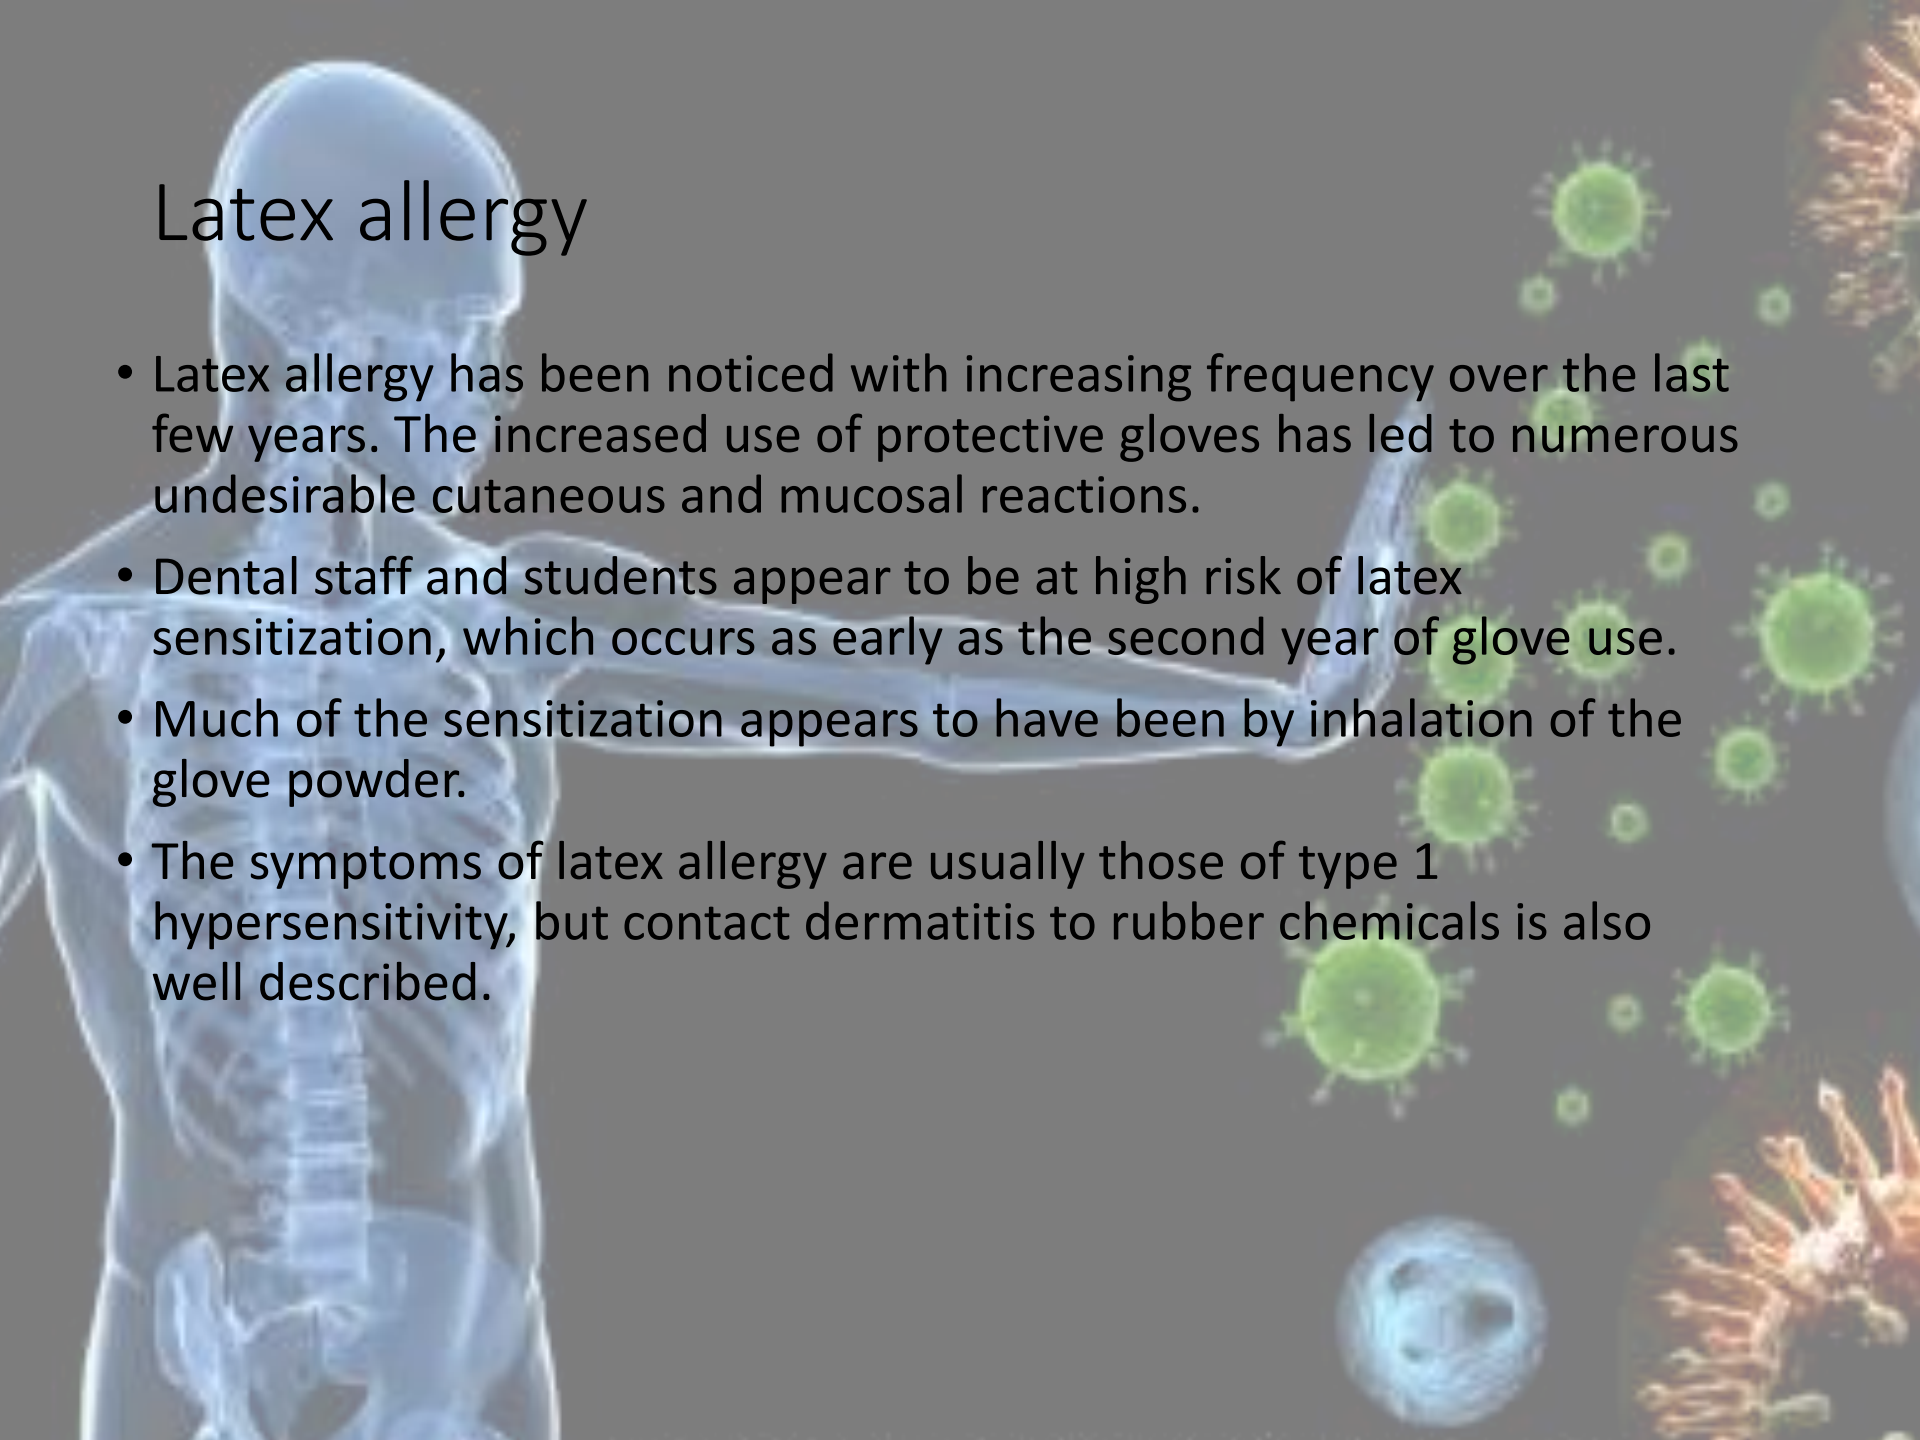 Latex allergy
• Latex allergy has been noticed with increasing frequency over the last
few years. The increased use of protective gloves has led to numerous
undesirable cutaneous and mucosal reactions.
• Dental staff and students appear to be at high risk of latex
sensitization, which occurs as early as the second year of glove use.
• Much of the sensitization appears to have been by inhalation of the
glove powder.
• The symptoms of latex allergy are usually those of type 1
hypersensitivity, but contact dermatitis to rubber chemicals is also
well described.